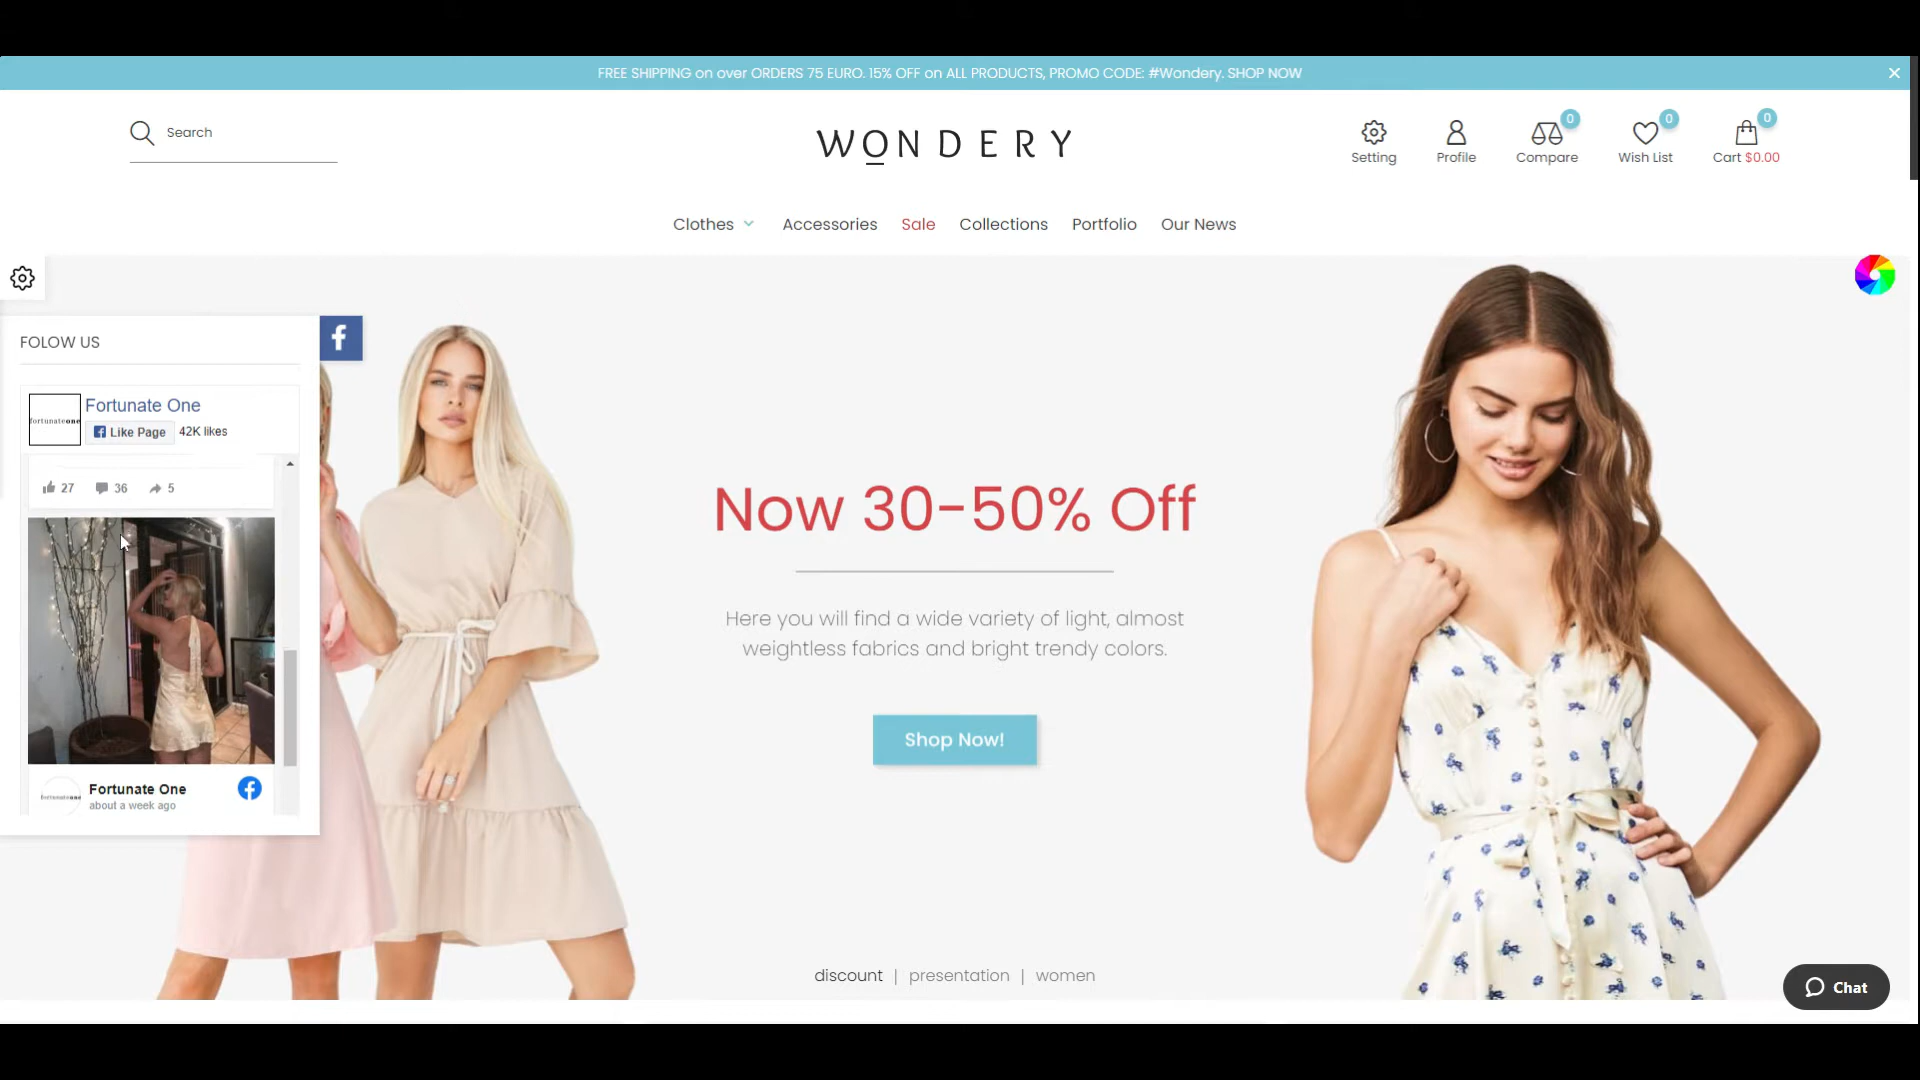 FREE SHIPPING on over ORDERS 75 EURO. 15% OFF on ALL PRODUCTS, PROMO CODE: #Wondery. SHOP NOW
Search
WONDERY
0
0
0
Setting
Profile
Compare
Wish List
Cart $0.00
Clothes
Accessories
Sale
Collections
Portfolio
Our News
FOLOW US
fortunateone
Fortunate One
Like Page
42K likes
27
36
5
Fortunate One
about a week ago
fortunateone
Now 30-50% Off
Here you will find a wide variety of light, almost
weightless fabrics and bright trendy colors.
Shop Now!
discount | presentation | women
Chat